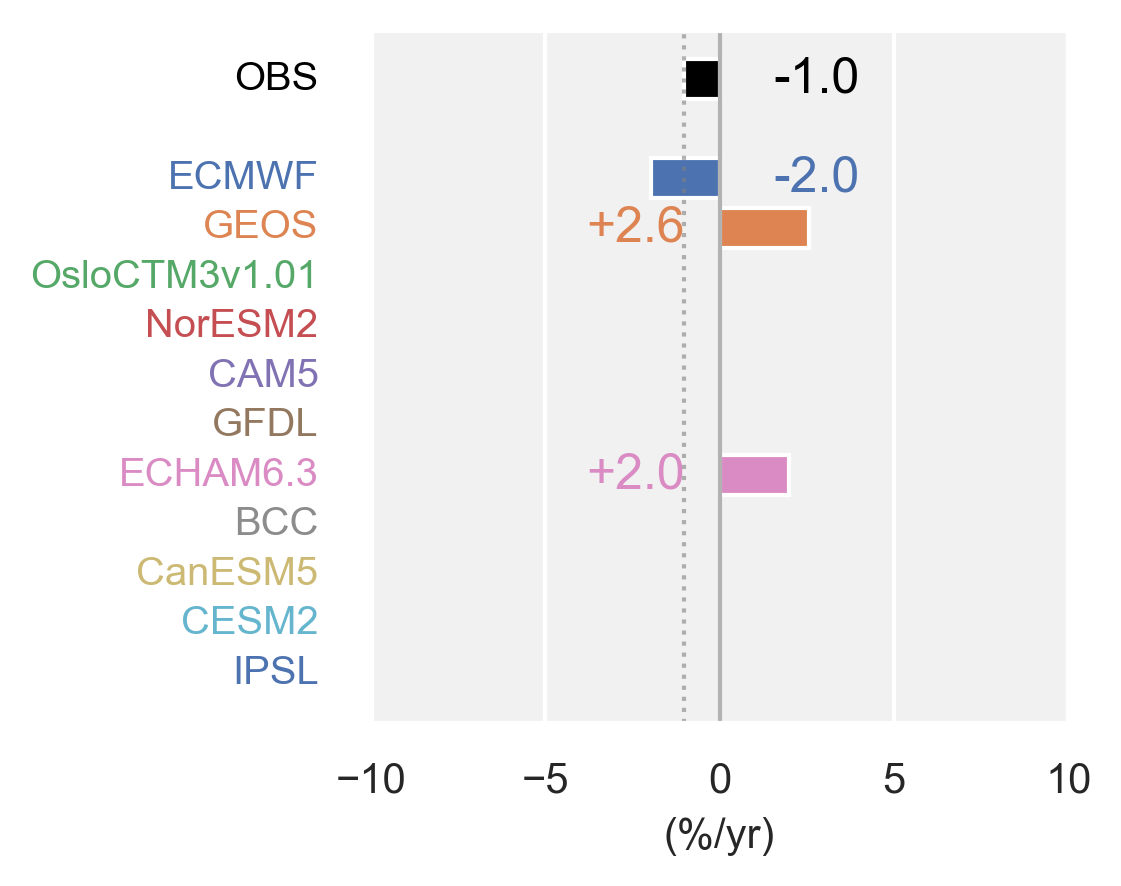 OBS -1.0
ECMWF -2.0
GEOS +2.6
OsloCTM3v1.01
NorESM2
CAM5
GFDL
ECHAM6.3 +2.0
BCC
CanESM5
CESM2
IPSL
−10 −5 0 5 10
(%/yr)